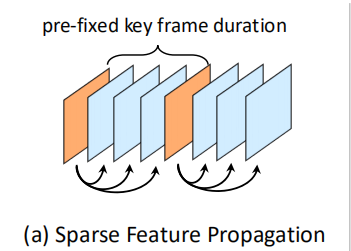 pre-fixed key frame duration
(a) Sparse Feature Propagation